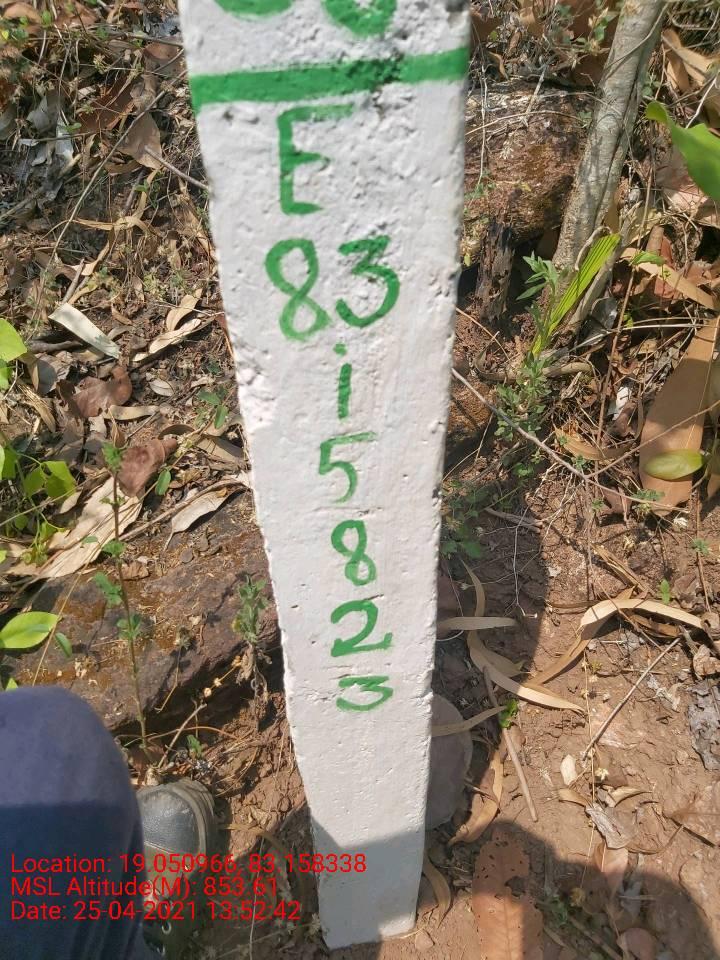 E
83
i
5
8
2
3
Location: 19.050966, 83.158338
MSL Altitude(M): 853.61
Date: 25-04-2021 13:52:42